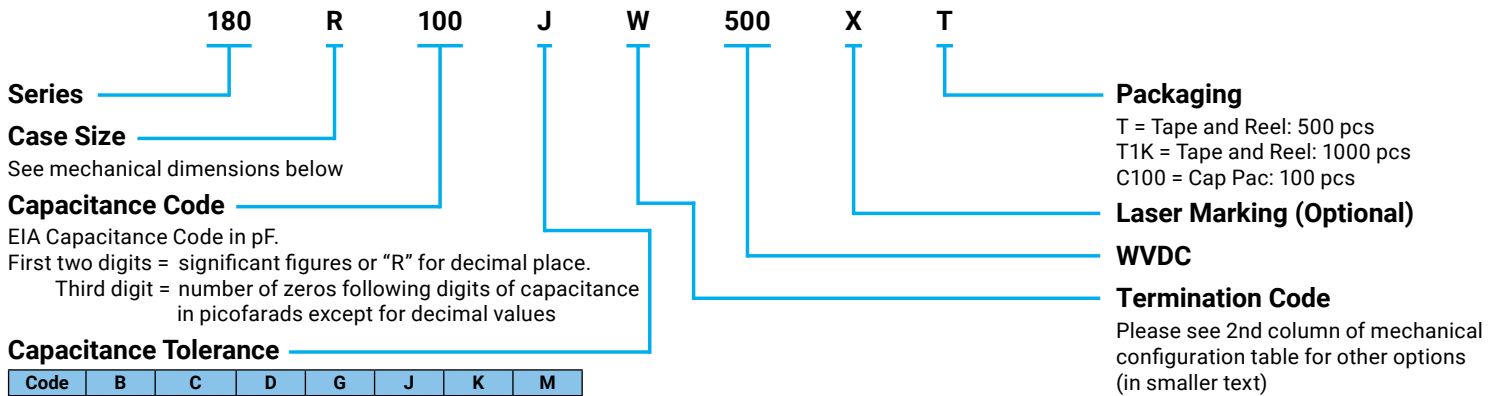 180 R 100 J W 500 X T
Series
Case Size
See mechanical dimensions below
Capacitance Code
EIA Capacitance Code in pF.
First two digits = significant figures or “R” for decimal place.
Third digit = number of zeros following digits of capacitance
in picofarads except for decimal values
Capacitance Tolerance
Code B C D G J K M
Packaging
T = Tape and Reel: 500 pcs
T1K = Tape and Reel: 1000 pcs
C100 = Cap Pac: 100 pcs
Laser Marking (Optional)
WVDC
Termination Code
Please see 2nd column of mechanical
configuration table for other options
(in smaller text)